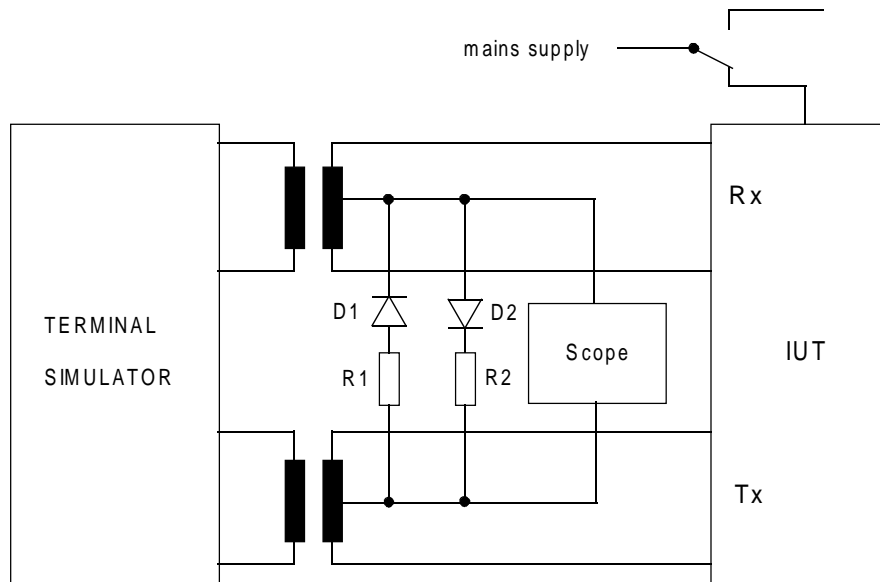 mains supply
Rx
D1
D2
TERMINAL
SIMULATOR
Scope
IUT
R1
R2
Tx